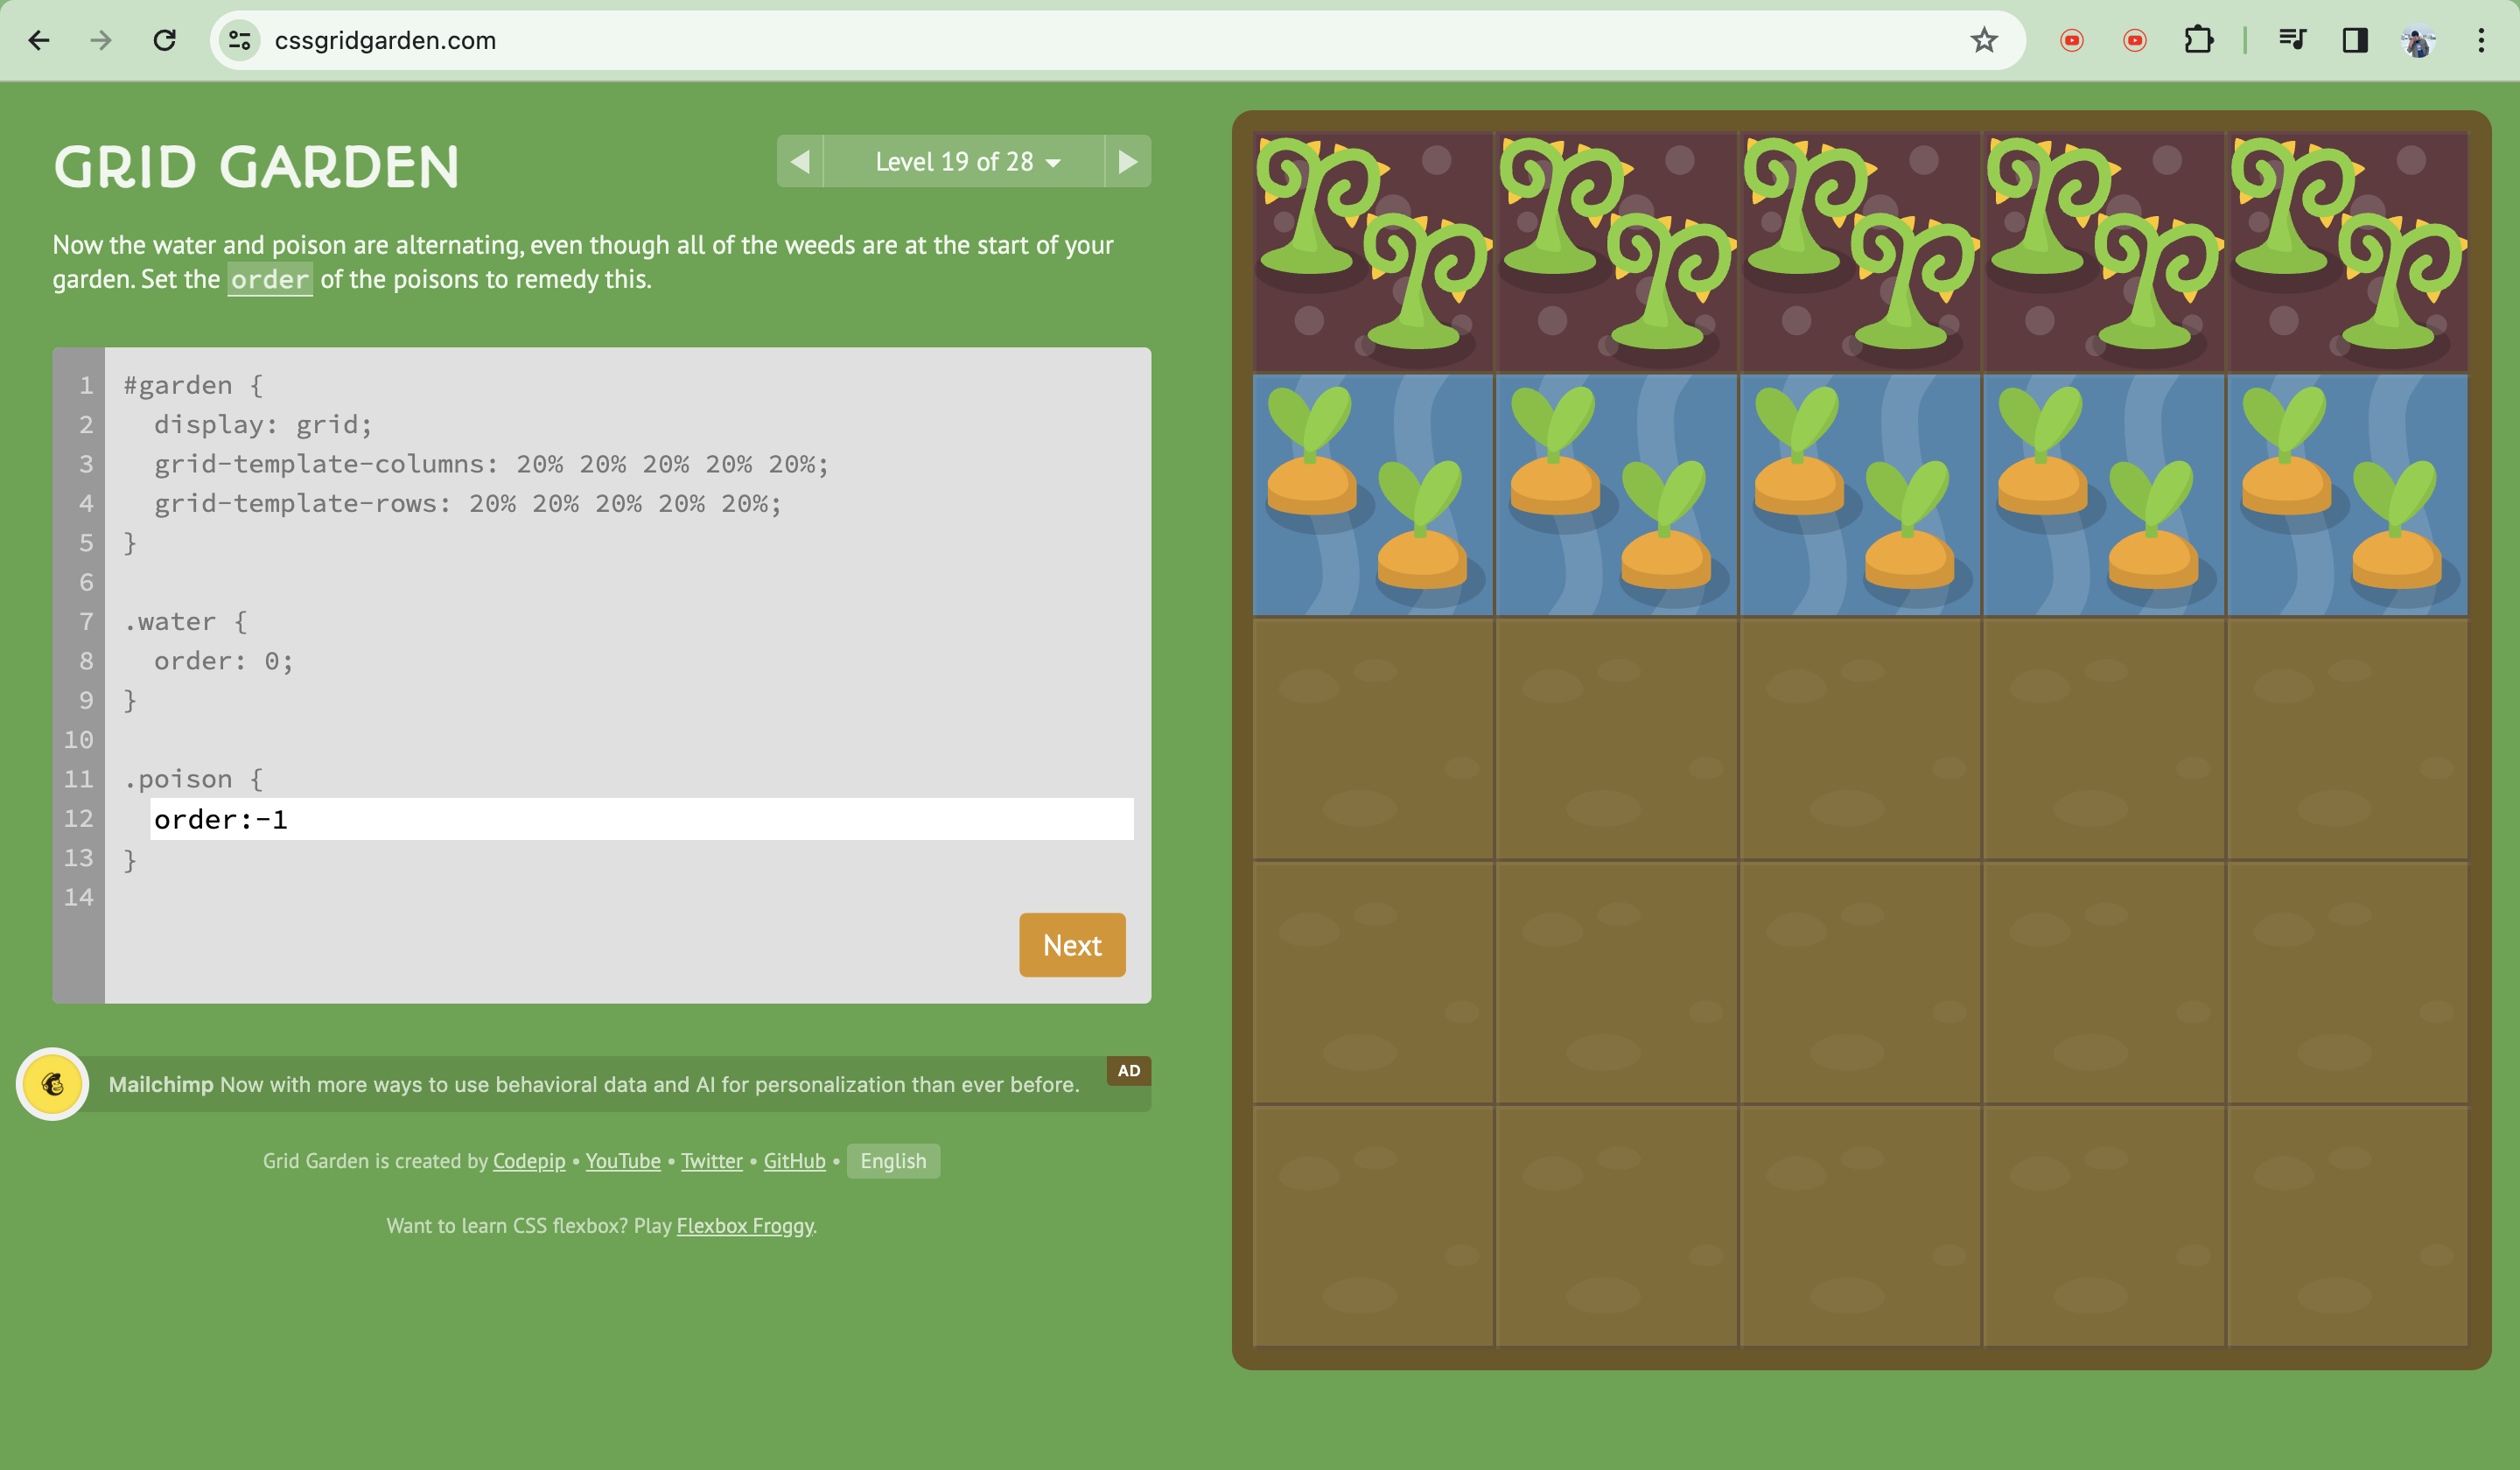 cssgridgarden.com
GRID GARDEN
Level 19 of 28
Now the water and poison are alternating, even though all of the weeds are at the start of your
garden. Set the order of the poisons to remedy this.
1 #garden {
2 display: grid;
3 grid-template-columns: 20% 20% 20% 20% 20%;
4 grid-template-rows: 20% 20% 20% 20% 20%;
5 }
6
7 .water {
8 order: 0;
9 }
10
11 .poison {
12 order:-1
13 }
14
Next
Mailchimp Now with more ways to use behavioral data and AI for personalization than ever before.
AD
Grid Garden is created by Codepip • YouTube • Twitter • GitHub • English
Want to learn CSS flexbox? Play Flexbox Froggy.